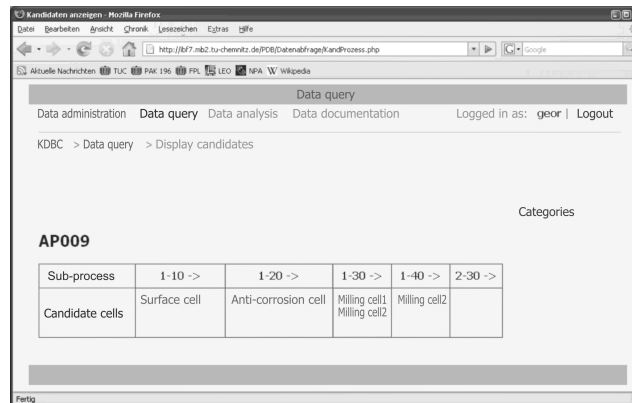 Kandidaten anzeigen - Mozilla Firefox
Datei Bearbeiten Ansicht Chronik Lesezeichen Extras Hilfe
http://bf7.mb2.tu-chemnitz.de/PDB/Datenabfrage/KandProzess.php Google
Aktuelle Nachrichten TUC PAK 196 FPL LEO NPA Wikipedia
Data query
Data administration Data query Data analysis Data documentation Logged in as: geor | Logout
KDBC > Data query > Display candidates
Categories
AP009
Sub-process 1-10 -> 1-20 -> 1-30 -> 1-40 -> 2-30 ->
Candidate cells Surface cell Anti-corrosion cell Milling cell1 Milling cell2
Milling cell2
Fertig